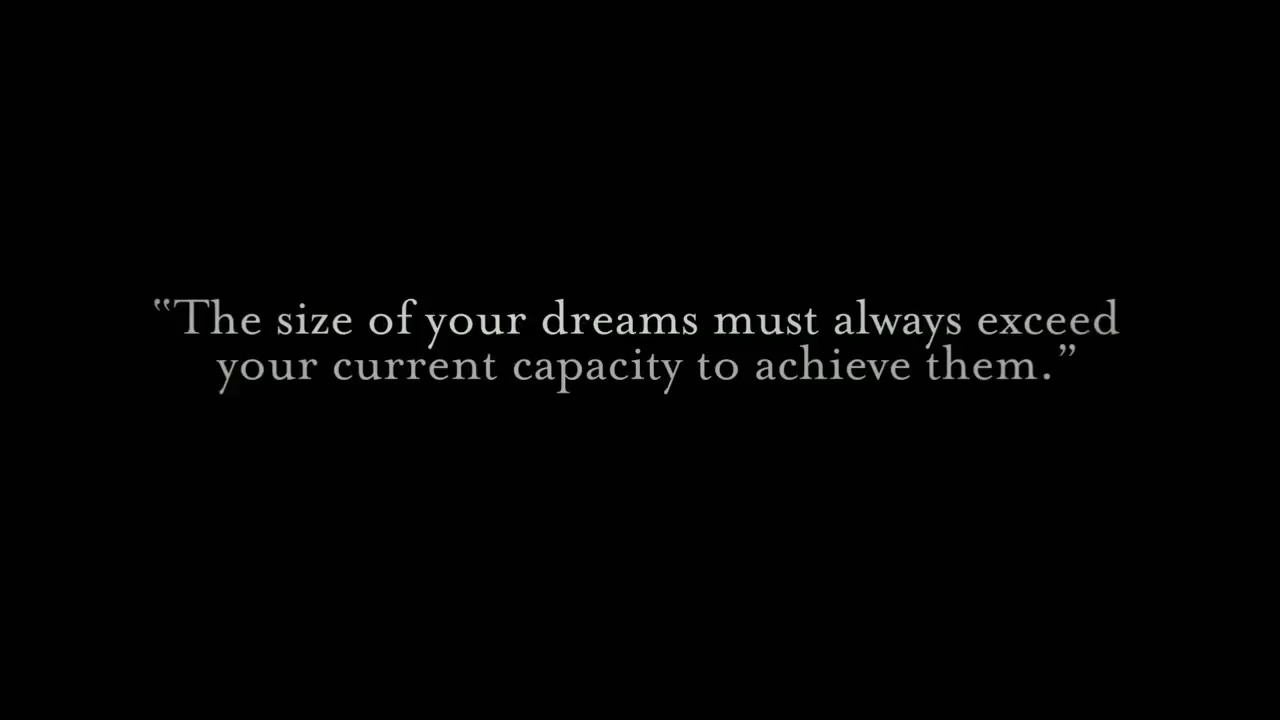 “The size of your dreams must always exceed
your current capacity to achieve them.”